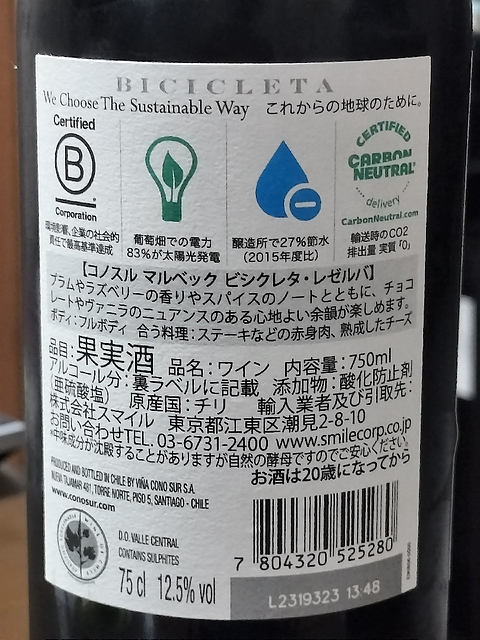 BICICLETA
We Choose The Sustainable Way これからの地球のために。
Certified
B
Corporation
環境影響、企業の社会的
責任で最高基準達成
葡萄畑での電力
83%が太陽光発電
醸造所で27%節水
(2015年度比)
CERTIFIED
CARBON
NEUTRAL
delivery
CarbonNeutral.com
輸送時のCO2
排出量 実質「0」
【コノスル マルベック ビシクレタ・レゼルバ】
プラムやラズベリーの香りやスパイスのノートとともに、チョコ
レートやヴァニラのニュアンスのある心地よい余韻が楽しめます。
ボディ:フルボディ 合う料理:ステーキなどの赤身肉、熟成したチーズ
品目:果実酒 品名:ワイン 内容量:750ml
アルコール分:裏ラベルに記載 添加物:酸化防止剤
(亜硫酸塩) 原産国:チリ 輸入業者及び引取先:
株式会社スマイル 東京都江東区潮見2-8-10
お問い合わせTEL.03-6731-2400 www.smilecorp.co.jp
※中味成分が沈殿することがありますが自然の酵母ですのでご安心ください。
お酒は20歳になってから
PRODUCED AND BOTTLED IN CHILE BY VIÑA CONO SUR S.A.
NUEVA TAJAMAR 481, TORRE NORTE, PISO 5, SANTIAGO - CHILE
www.conosur.com
D.O. VALLE CENTRAL
CONTAINS SULPHITES
75 cl 12.5% vol
7 804320 525280
L2319323 13:48